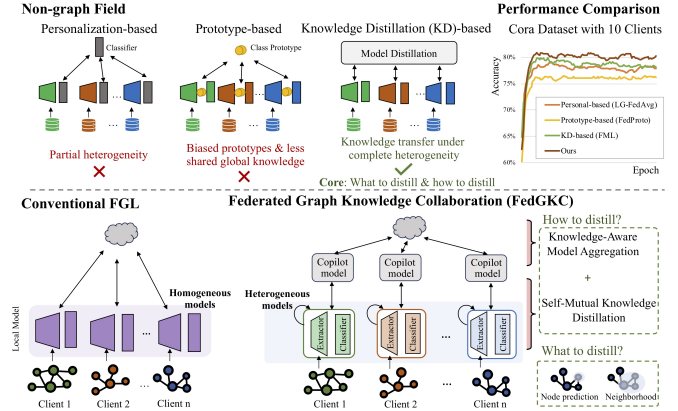 Non-graph Field
Personalization-based
Classifier
Partial heterogeneity
Prototype-based
Class Prototype
Biased prototypes & less
shared global knowledge
Knowledge Distillation (KD)-based
Model Distillation
Knowledge transfer under
complete heterogeneity
Core: What to distill & how to distill
Performance Comparison
Cora Dataset with 10 Clients
Accuracy
80%
75%
70%
65%
60%
Personal-based (LG-FedAvg)
Prototype-based (FedProto)
KD-based (FML)
Ours
Epoch
Conventional FGL
Homogeneous
models
Local Model
...
Client 1
Client 2
...
Client n
Federated Graph Knowledge Collaboration (FedGKC)
Copilot
model
Copilot
model
Copilot
model
Heterogeneous
models
Extractor
Classifier
Extractor
Classifier
...
Extractor
Classifier
Client 1
Client 2
...
Client n
How to distill?
Knowledge-Aware
Model Aggregation
+
Self-Mutual Knowledge
Distillation
What to distill?
Node prediction
Neighborhood